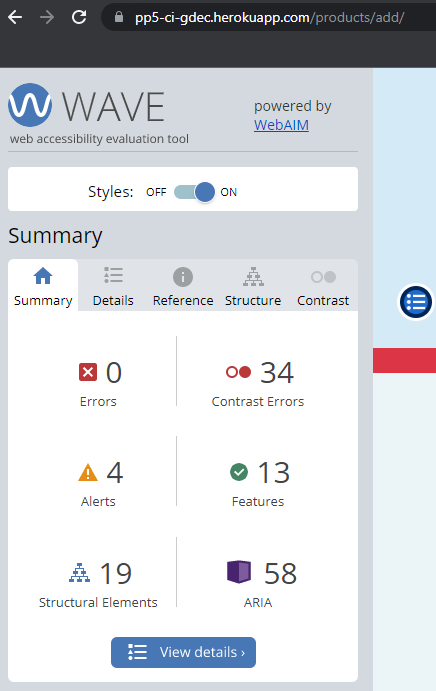 pp5-ci-gdec.herokuapp.com/products/add/
WAVE
web accessibility evaluation tool
powered by
WebAIM
Styles: OFF ON
Summary
Summary Details Reference Structure Contrast
0 34
Errors Contrast Errors
4 13
Alerts Features
19 58
Structural Elements ARIA
View details ›